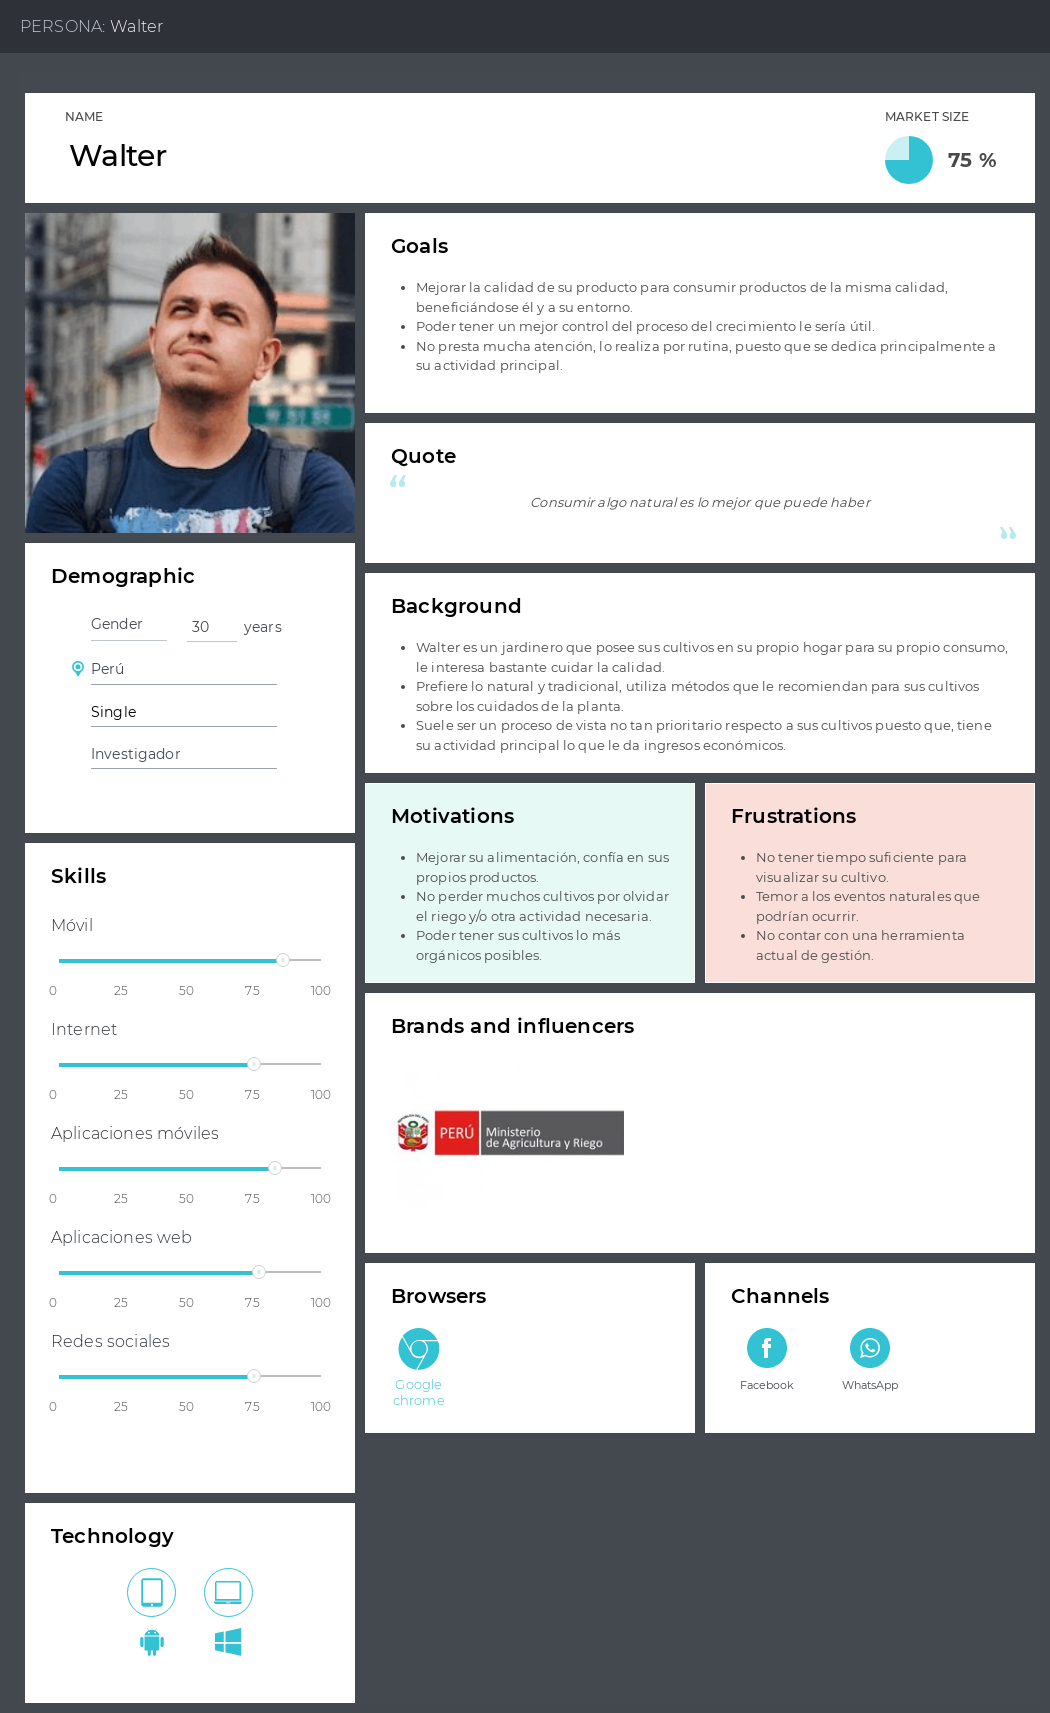 PERSONA: Walter
NAME
Walter
MARKET SIZE
75 %
Goals
• Mejorar la calidad de su producto para consumir productos de la misma calidad,
beneficiándose él y a su entorno.
• Poder tener un mejor control del proceso del crecimiento le sería útil.
• No presta mucha atención, lo realiza por rutina, puesto que se dedica principalmente a
su actividad principal.
Quote
“
Consumir algo natural es lo mejor que puede haber
”
Demographic
Gender 30 years
Perú
Single
Investigador
Background
• Walter es un jardinero que posee sus cultivos en su propio hogar para su propio consumo,
le interesa bastante cuidar la calidad.
• Prefiere lo natural y tradicional, utiliza métodos que le recomiendan para sus cultivos
sobre los cuidados de la planta.
• Suele ser un proceso de vista no tan prioritario respecto a sus cultivos puesto que, tiene
su actividad principal lo que le da ingresos económicos.
Motivations
• Mejorar su alimentación, confía en sus
propios productos.
• No perder muchos cultivos por olvidar
el riego y/o otra actividad necesaria.
• Poder tener sus cultivos lo más
orgánicos posibles.
Frustrations
• No tener tiempo suficiente para
visualizar su cultivo.
• Temor a los eventos naturales que
podrían ocurrir.
• No contar con una herramienta
actual de gestión.
Skills
Móvil
0 25 50 75 100
Internet
0 25 50 75 100
Aplicaciones móviles
0 25 50 75 100
Aplicaciones web
0 25 50 75 100
Redes sociales
0 25 50 75 100
Brands and influencers
PERÚ
Ministerio
de Agricultura y Riego
Browsers
Google
chrome
Channels
Facebook
WhatsApp
Technology